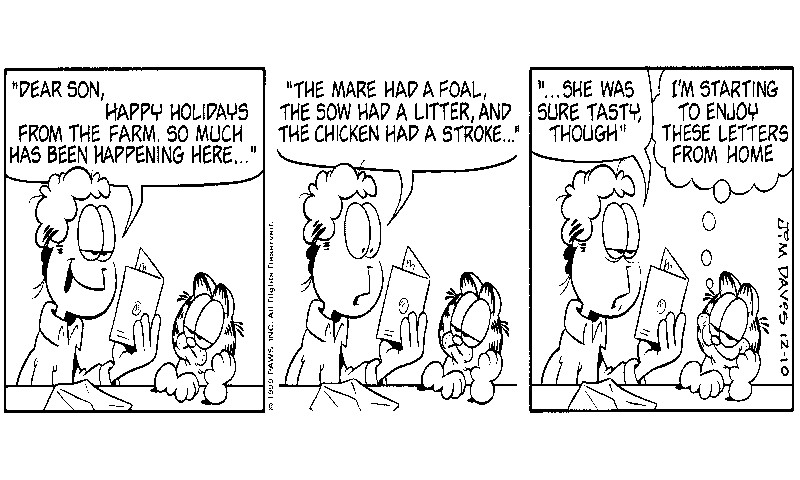 "DEAR SON,
HAPPY HOLIDAYS
FROM THE FARM. SO MUCH
HAS BEEN HAPPENING HERE..."
"THE MARE HAD A FOAL,
THE SOW HAD A LITTER, AND
THE CHICKEN HAD A STROKE..."
"...SHE WAS
SURE TASTY,
THOUGH"
I'M STARTING
TO ENJOY
THESE LETTERS
FROM HOME
PAWS, INC. All Rights Reserved.
JIM DAVIS 12-10